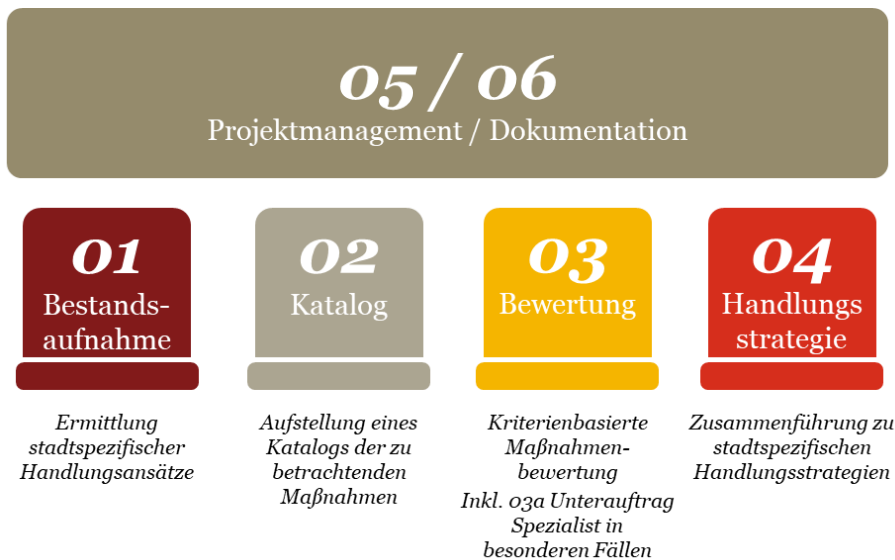 05 / 06
Projektmanagement / Dokumentation
01
Bestands-
aufnahme
Ermittlung
stadtspezifischer
Handlungsansätze
02
Katalog
Aufstellung eines
Katalogs der zu
betrachtenden
Maßnahmen
03
Bewertung
Kriterienbasierte
Maßnahmen-
bewertung
Inkl. 03a Unterauftrag
Spezialist in
besonderen Fällen
04
Handlungs
strategie
Zusammenführung zu
stadtspezifischen
Handlungsstrategien